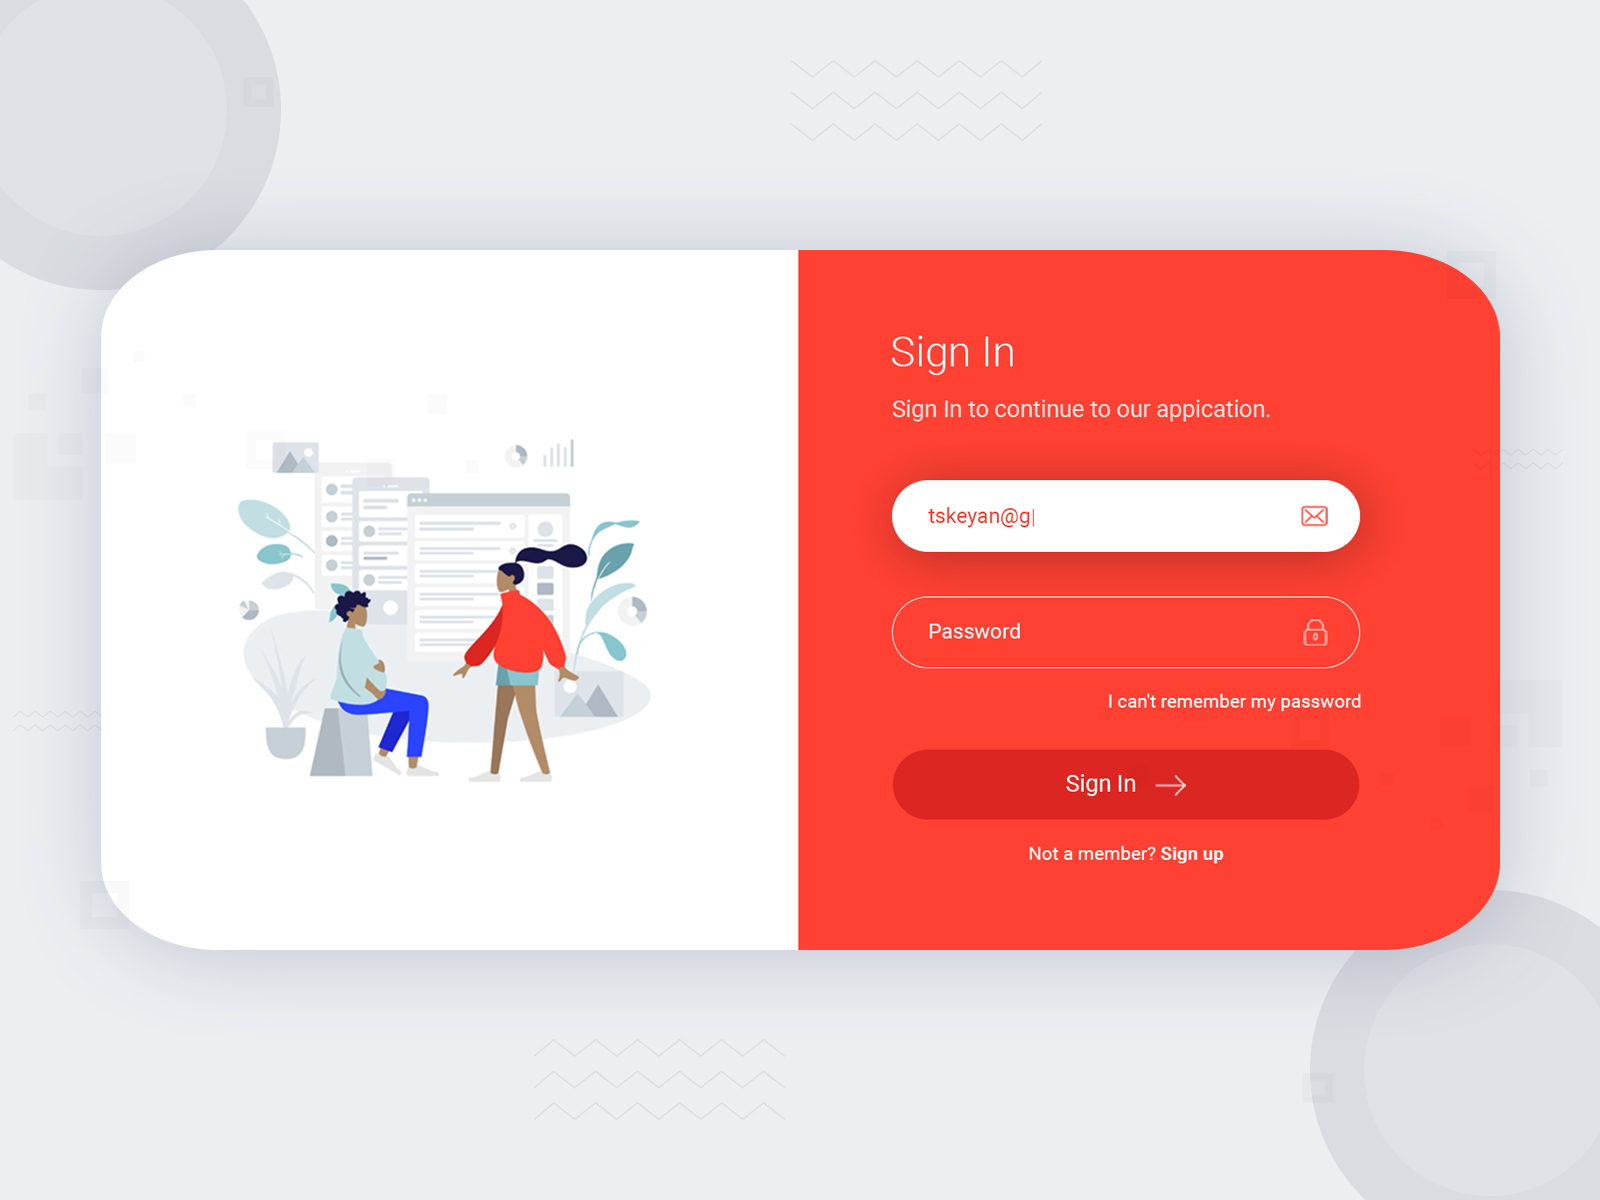 Sign In
Sign In to continue to our appication.
tskeyan@g
Password
I can't remember my password
Sign In
Not a member? Sign up